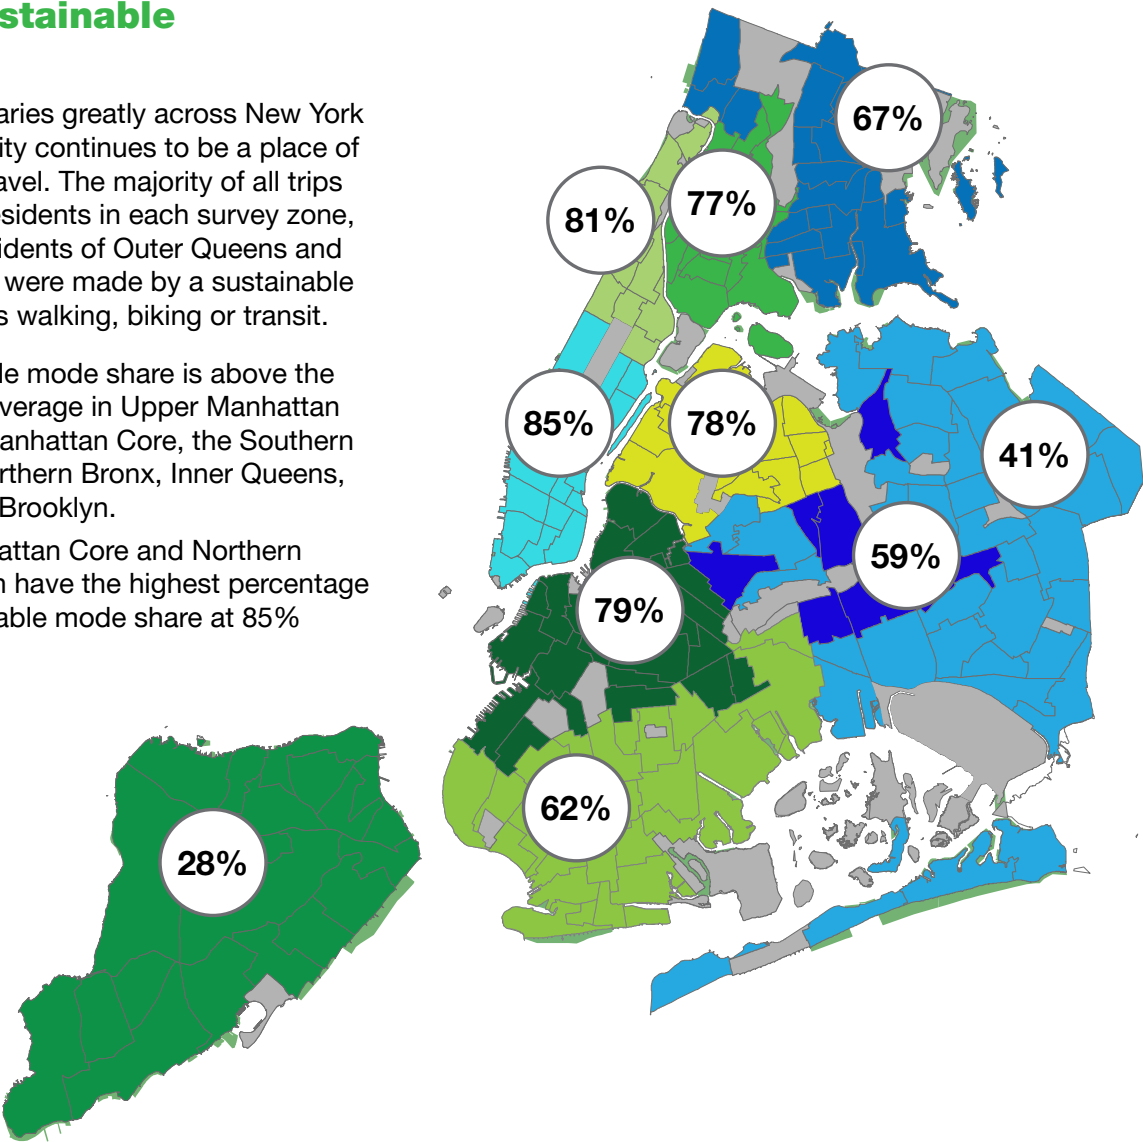 stainable
aries greatly across New York
ity continues to be a place of
avel. The majority of all trips
esidents in each survey zone,
idents of Outer Queens and
were made by a sustainable
s walking, biking or transit.
le mode share is above the
verage in Upper Manhattan
anhattan Core, the Southern
rthern Bronx, Inner Queens,
Brooklyn.
attan Core and Northern
n have the highest percentage
able mode share at 85%
67%
77%
81%
85%
78%
41%
59%
79%
62%
28%